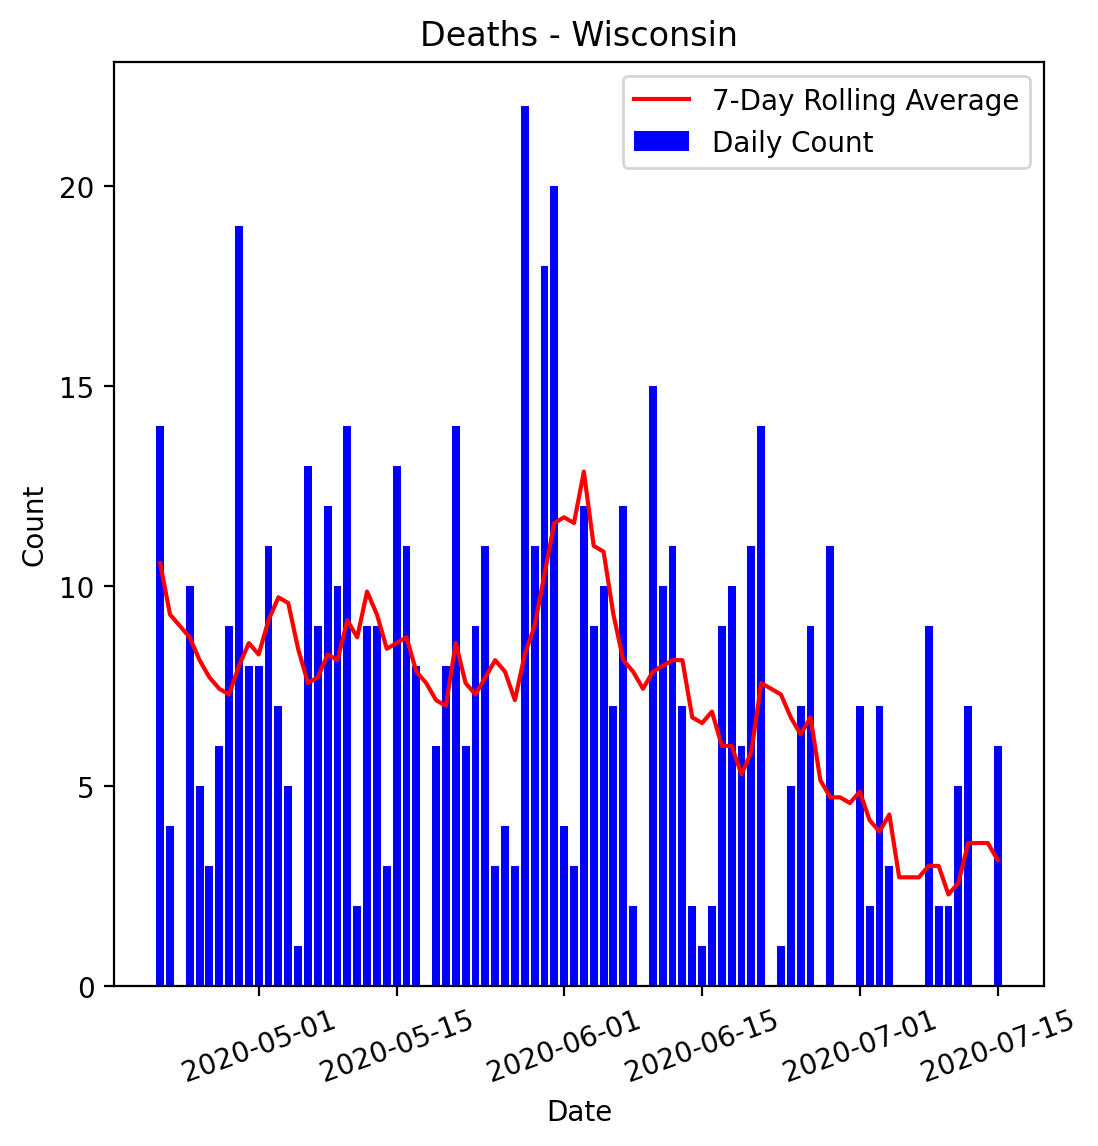 Deaths - Wisconsin
7-Day Rolling Average
Daily Count
20
15
10
5
0
Count
2020-05-01
2020-05-15
2020-06-01
2020-06-15
2020-07-01
2020-07-15
Date